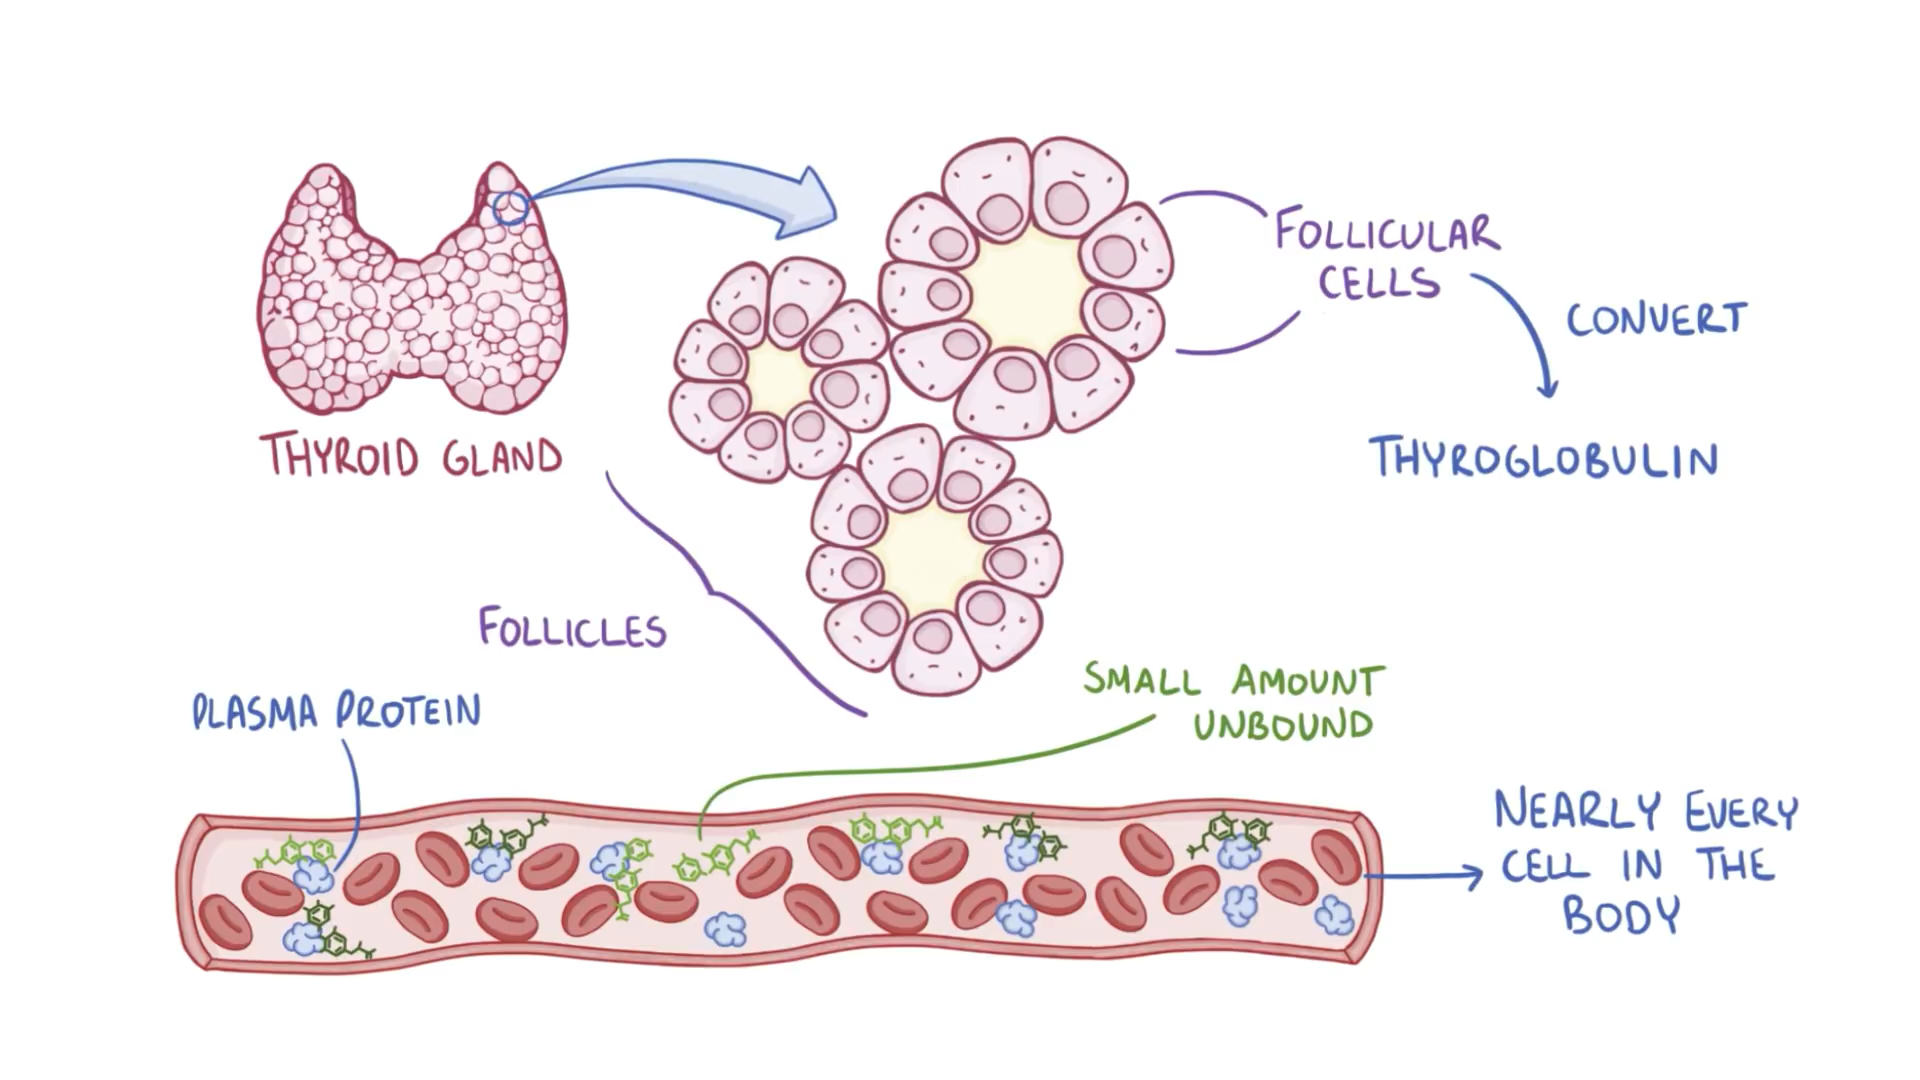 THYROID GLAND
FOLLICULAR
CELLS
CONVERT
THYROGLOBULIN
FOLLICLES
PLASMA PROTEIN
SMALL AMOUNT
UNBOUND
NEARLY EVERY
CELL IN THE
BODY